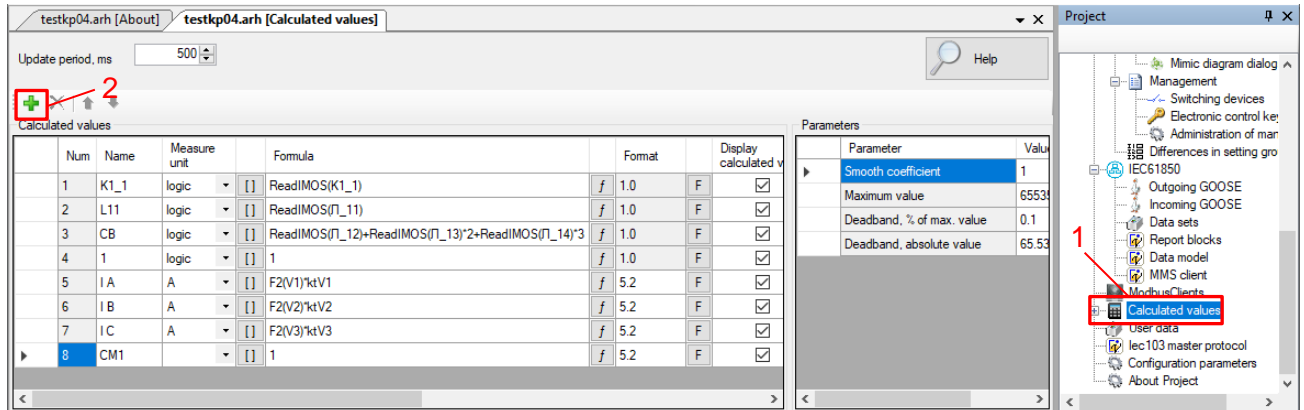 testkp04.arh [About]
testkp04.arh [Calculated values]
Update period, ms 500
Help
2
Calculated values
Num Name Measure unit Formula Format Display calculated v
1 K1_1 logic [ ] ReadIMOS(K1_1) f 1.0 F
2 L11 logic [ ] ReadIMOS(Л_11) f 1.0 F
3 CB logic [ ] ReadIMOS(Л_12)+ReadIMOS(Л_13)*2+ReadIMOS(Л_14)*3 f 1.0 F
4 1 logic [ ] 1 f 1.0 F
5 I A A [ ] F2(V1)*ktV1 f 5.2 F
6 I B A [ ] F2(V2)*ktV2 f 5.2 F
7 I C A [ ] F2(V3)*ktV3 f 5.2 F
8 CM1 [ ] 1 f 5.2 F
Parameters
Parameter Value
Smooth coefficient 1
Maximum value 65535
Deadband, % of max. value 0.1
Deadband, absolute value 65.53
Project
Mimic diagram dialog
Management
Switching devices
Electronic control key
Administration of man
Differences in setting gro
IEC61850
Outgoing GOOSE
Incoming GOOSE
Data sets
Report blocks
Data model
MMS client
1
ModbusClients
Calculated values
User data
Iec103 master protocol
Configuration parameters
About Project